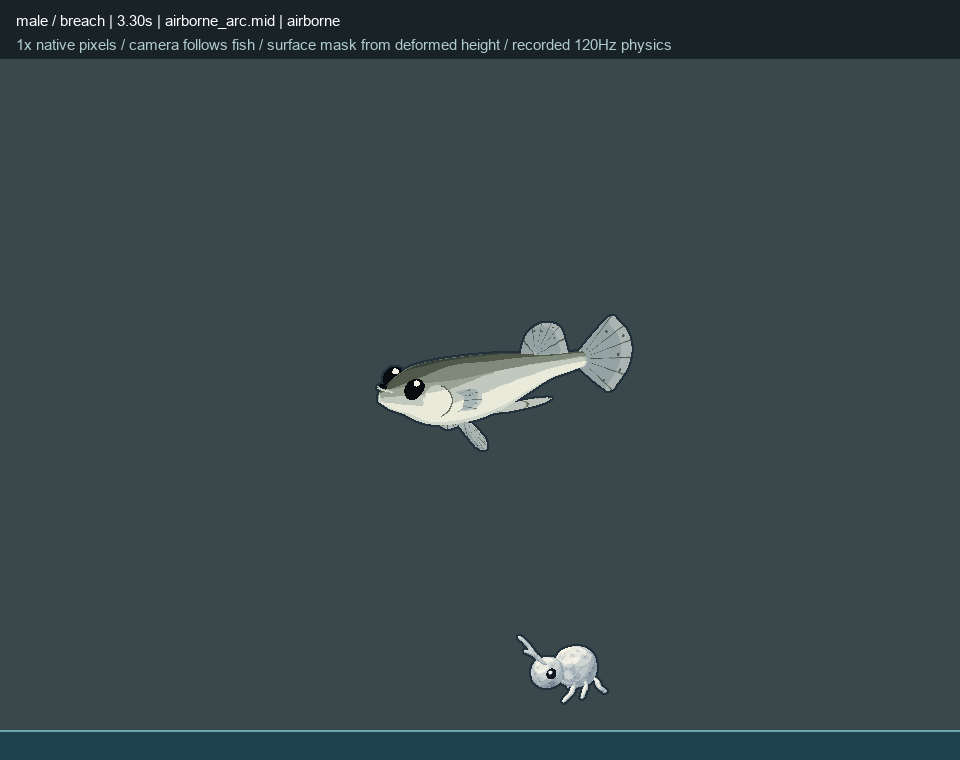 male / breach | 3.30s | airborne_arc.mid | airborne
1x native pixels / camera follows fish / surface mask from deformed height / recorded 120Hz physics